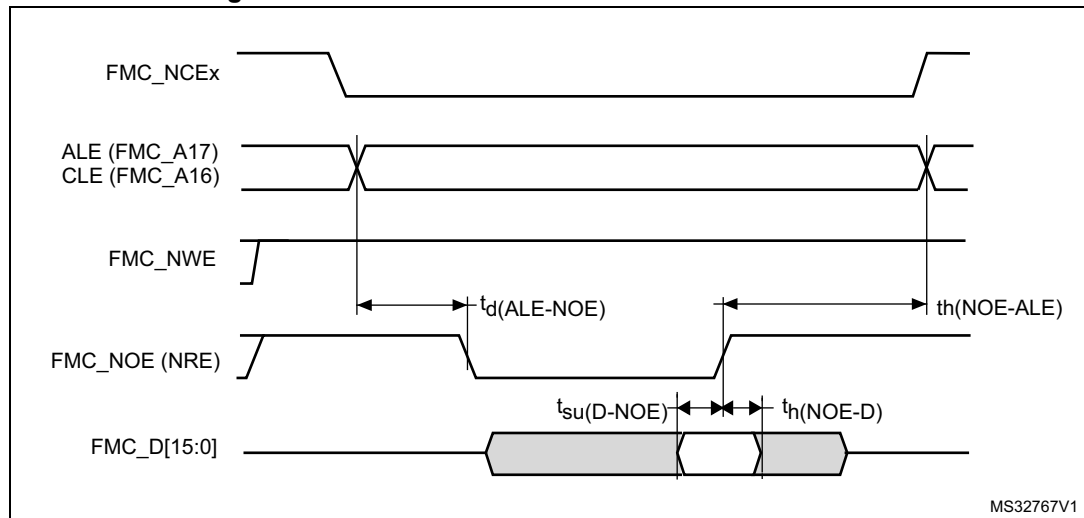 FMC_NCEx
ALE (FMC_A17)
CLE (FMC_A16)
FMC_NWE
td(ALE-NOE)
th(NOE-ALE)
FMC_NOE (NRE)
tsu(D-NOE)
th(NOE-D)
FMC_D[15:0]
MS32767V1